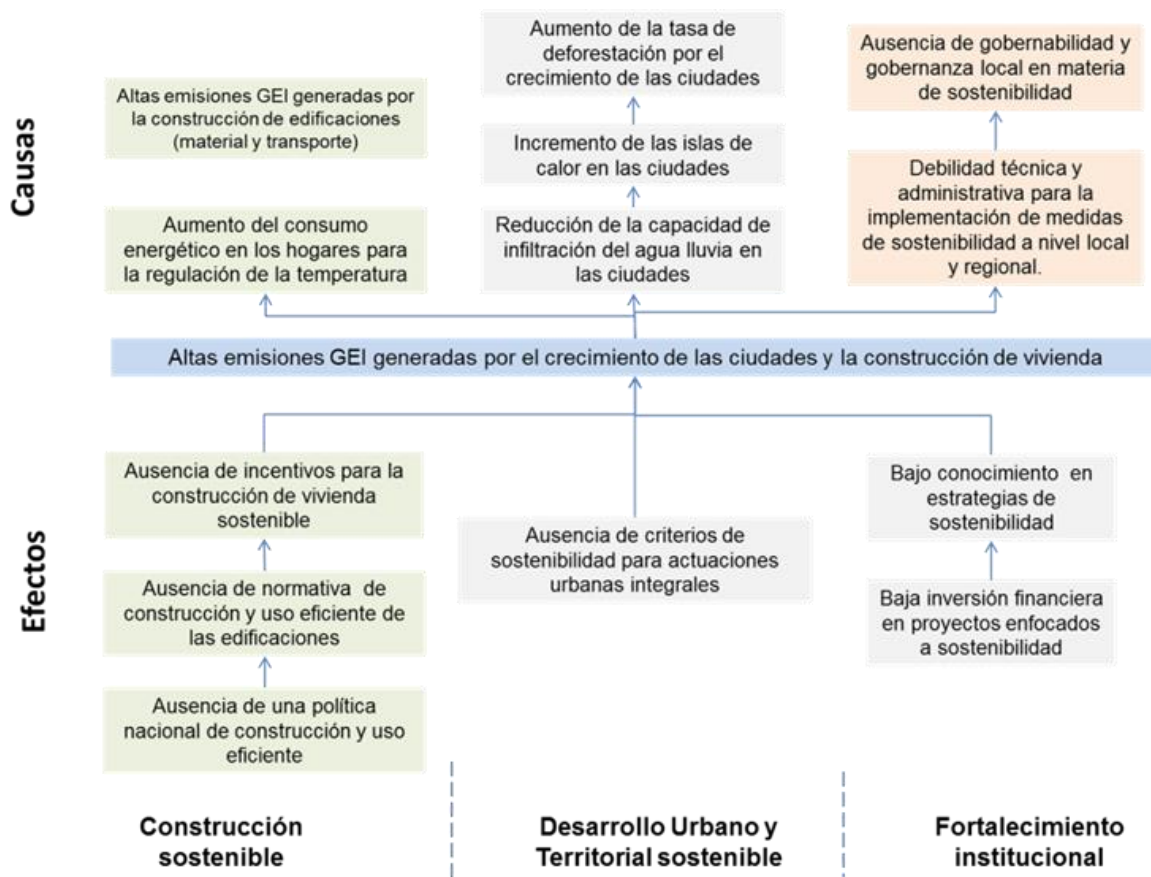 Causas
Altas emisiones GEI generadas por
la construcción de edificaciones
(material y transporte)
Aumento del consumo
energético en los hogares para
la regulación de la temperatura
Aumento de la tasa de
deforestación por el
crecimiento de las ciudades
Incremento de las islas de
calor en las ciudades
Reducción de la capacidad de
infiltración del agua lluvia en
las ciudades
Ausencia de gobernabilidad y
gobernanza local en materia
de sostenibilidad
Debilidad técnica y
administrativa para la
implementación de medidas
de sostenibilidad a nivel local
y regional.
Altas emisiones GEI generadas por el crecimiento de las ciudades y la construcción de vivienda
Efectos
Ausencia de incentivos para la
construcción de vivienda
sostenible
Ausencia de normativa de
construcción y uso eficiente de
las edificaciones
Ausencia de una política
nacional de construcción y uso
eficiente
Ausencia de criterios de
sostenibilidad para actuaciones
urbanas integrales
Bajo conocimiento en
estrategias de
sostenibilidad
Baja inversión financiera
en proyectos enfocados
a sostenibilidad
Construcción
sostenible
Desarrollo Urbano y
Territorial sostenible
Fortalecimiento
institucional